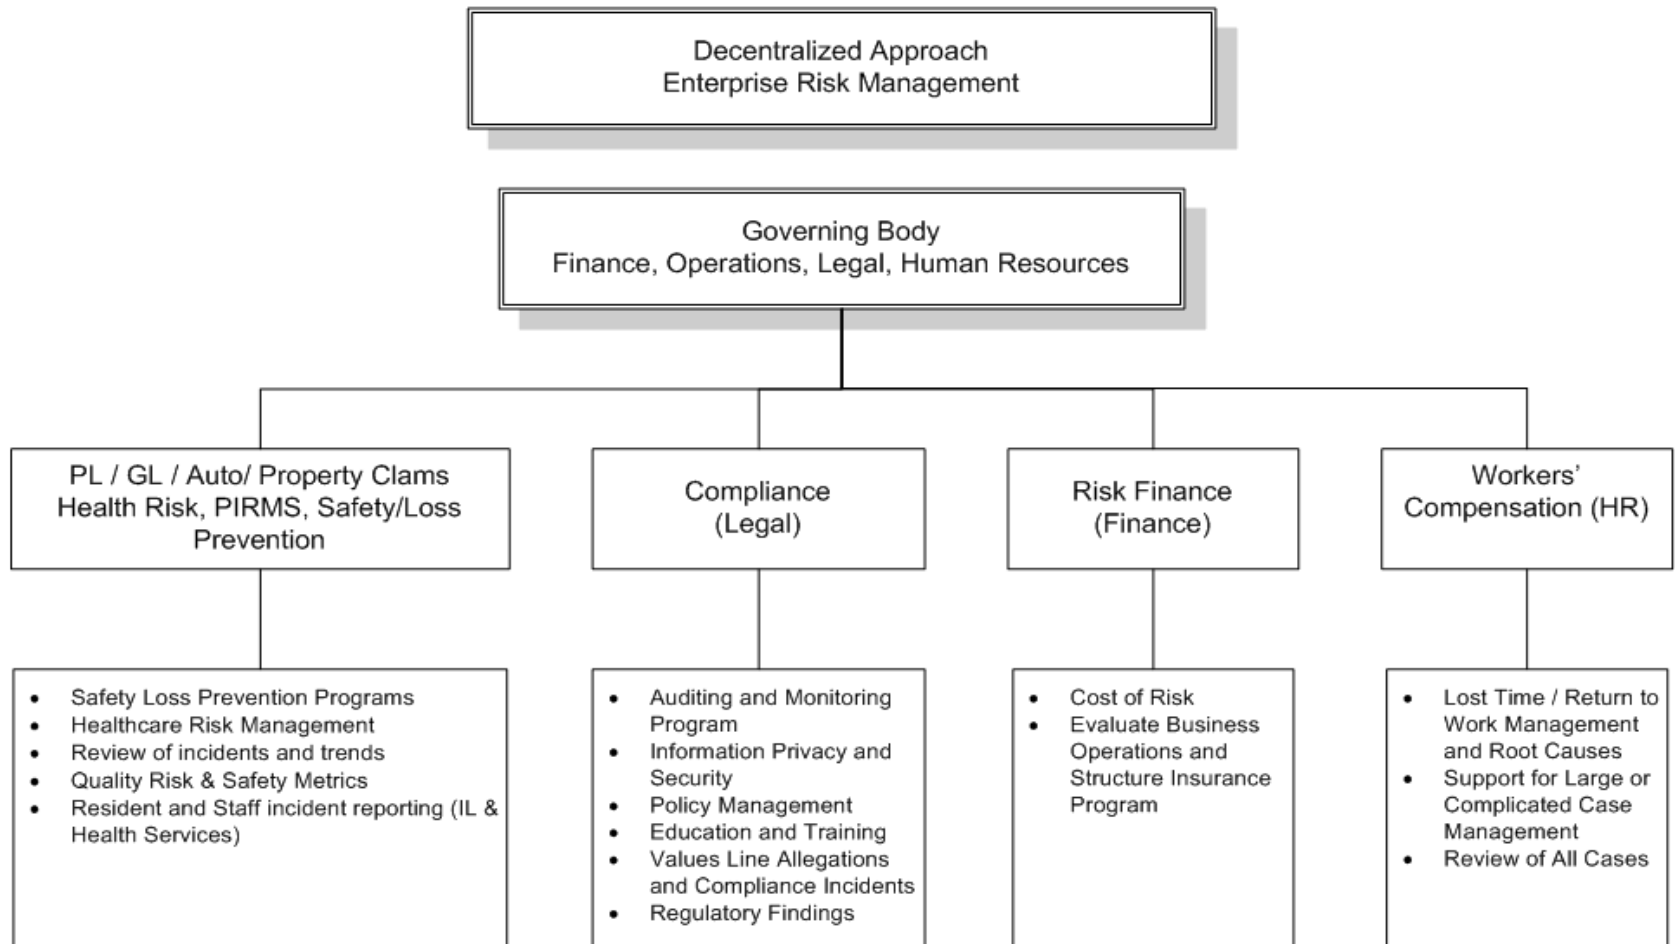 Decentralized Approach
Enterprise Risk Management
Governing Body
Finance, Operations, Legal, Human Resources
PL / GL / Auto/ Property Clams
Health Risk, PIRMS, Safety/Loss
Prevention
Compliance
(Legal)
Risk Finance
(Finance)
Workers’
Compensation (HR)
• Safety Loss Prevention Programs
• Healthcare Risk Management
• Review of incidents and trends
• Quality Risk & Safety Metrics
• Resident and Staff incident reporting (IL &
Health Services)
• Auditing and Monitoring
Program
• Information Privacy and
Security
• Policy Management
• Education and Training
• Values Line Allegations
and Compliance Incidents
• Regulatory Findings
• Cost of Risk
• Evaluate Business
Operations and
Structure Insurance
Program
• Lost Time / Return to
Work Management
and Root Causes
• Support for Large or
Complicated Case
Management
• Review of All Cases